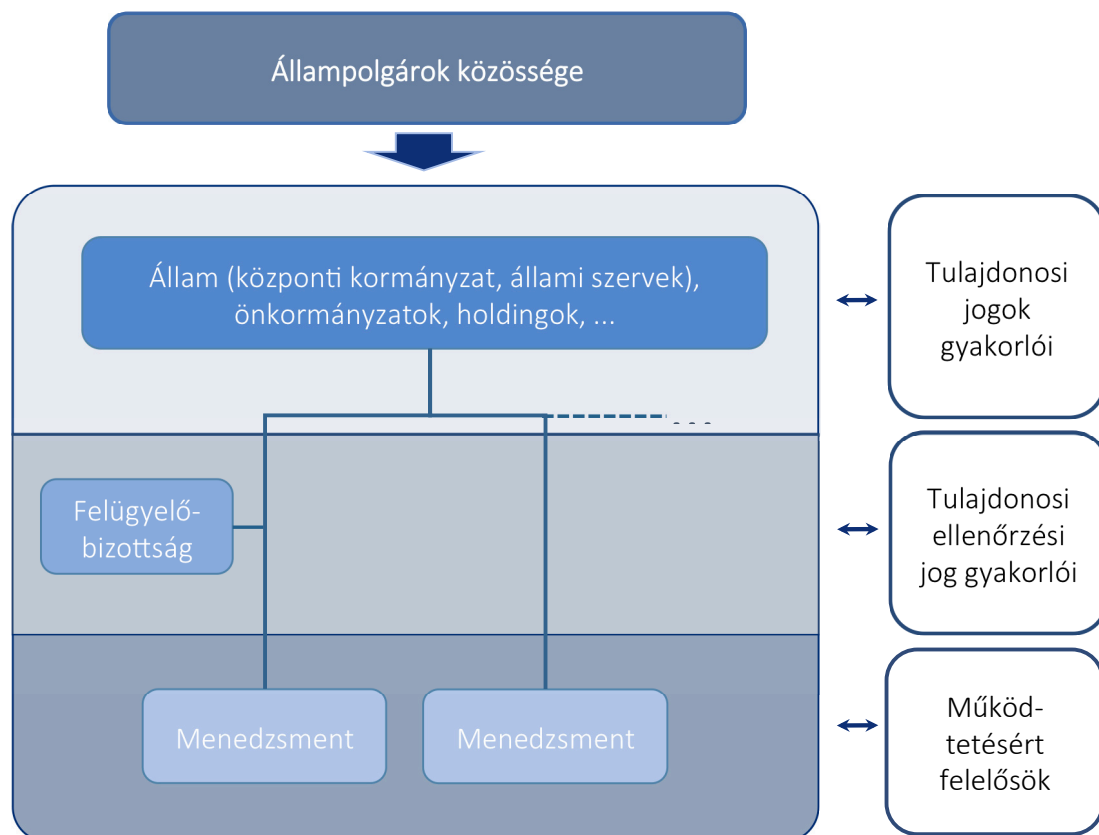 Állampolgárok közössége
Állam (központi kormányzat, állami szervek),
önkormányzatok, holdingok, ...
Tulajdonosi
jogok
gyakorlói
- - -
Felügyelő-
bizottság
Tulajdonosi
ellenőrzési
jog gyakorlói
Menedzsment
Menedzsment
Működ-
tetésért
felelősök